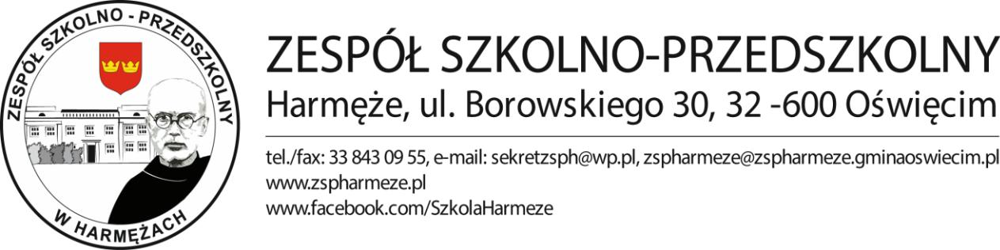 ZESPÓŁ SZKOLNO - PRZEDSZKOLNY
W HARMĘŻACH
ZESPÓŁ SZKOLNO-PRZEDSZKOLNY
Harmęże, ul. Borowskiego 30, 32 -600 Oświęcim
tel./fax: 33 843 09 55, e-mail: sekretzsph@wp.pl, zspharmeze@zspharmeze.gminaoswiecim.pl
www.zspharmeze.pl
www.facebook.com/SzkolaHarmeze